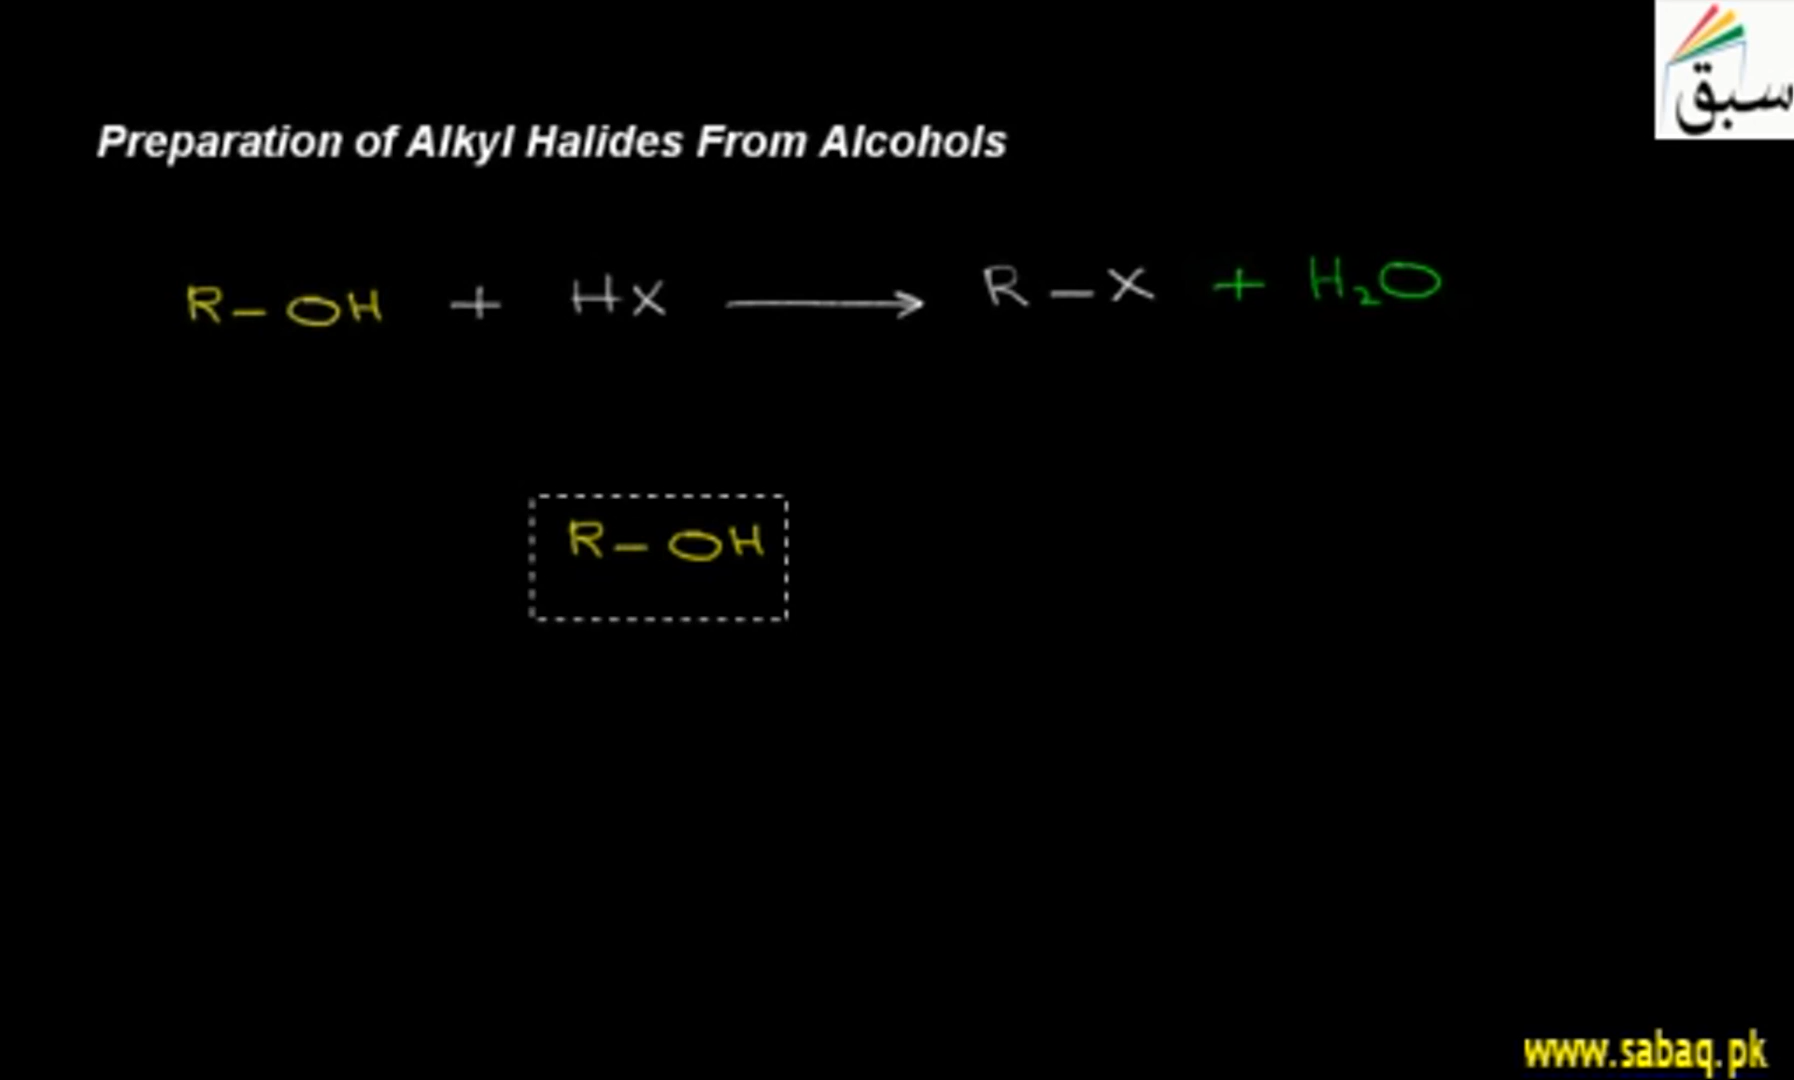 سبق
Preparation of Alkyl Halides From Alcohols
R - OH + HX ⟶ R - X + H₂O
R - OH
www.sabaq.pk